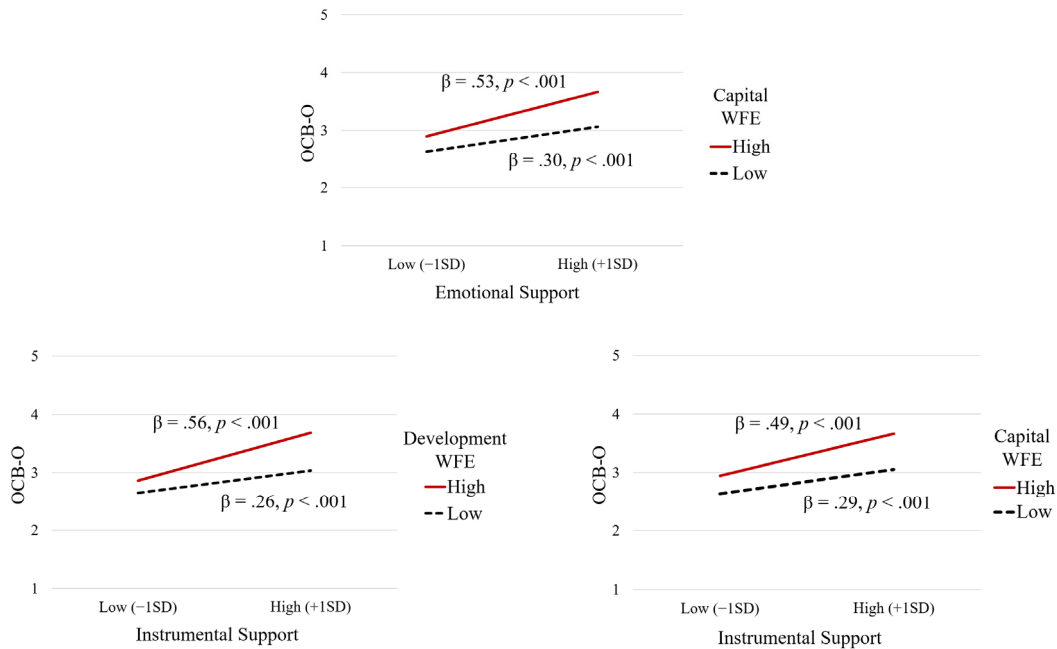 5
4
3
2
1
OCB-O
β = .53, p < .001
β = .30, p < .001
Low (−1SD)
High (+1SD)
Emotional Support
Capital
WFE
High
Low
5
4
3
2
1
OCB-O
β = .56, p < .001
β = .26, p < .001
Low (−1SD)
High (+1SD)
Instrumental Support
Development
WFE
High
Low
5
4
3
2
1
OCB-O
β = .49, p < .001
β = .29, p < .001
Low (−1SD)
High (+1SD)
Instrumental Support
Capital
WFE
High
Low